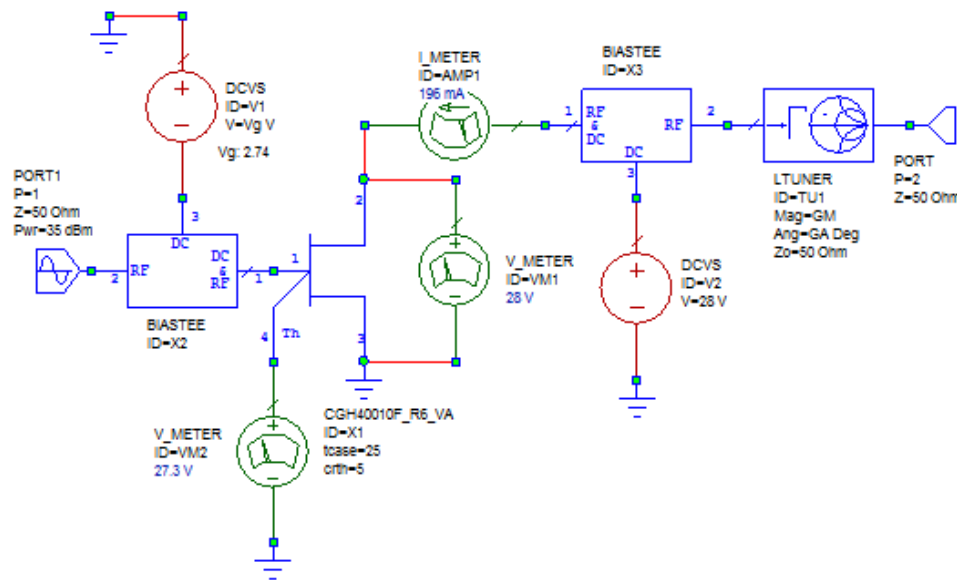 DCVS
ID=V1
V=Vg V
Vg: 2.74
PORT1
P=1
Z=50 Ohm
Pwr=35 dBm
3
DC
RF
2
DC
&
RF
1
BIASTEE
ID=X2
I_METER
ID=AMP1
196 mA
BIASTEE
ID=X3
1
RF
&
DC
RF
2
DC
3
LTUNER
ID=TU1
Mag=GM
Ang=GA Deg
Zo=50 Ohm
PORT
P=2
Z=50 Ohm
DCVS
ID=V2
V=28 V
V_METER
ID=VM1
28 V
1
2
3
4
Th
CGH40010F_R6_VA
ID=X1
tcase=25
crth=5
V_METER
ID=VM2
27.3 V